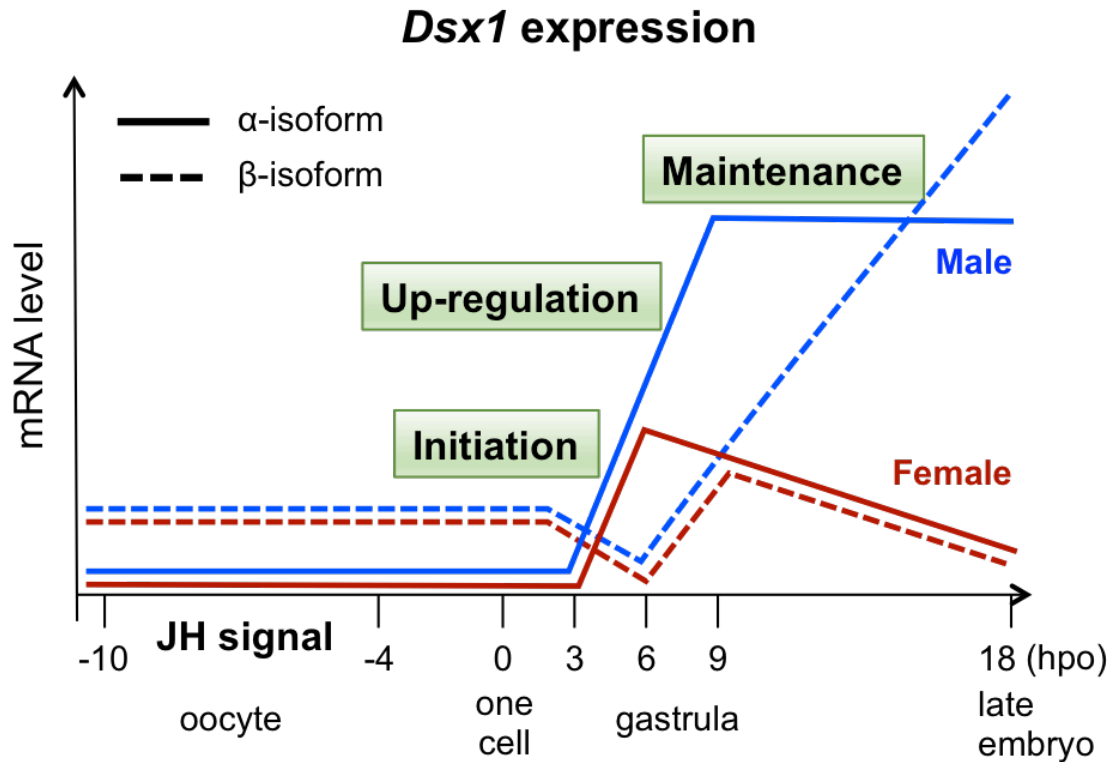 Dsx1 expression
α-isoform
β-isoform
Maintenance
Male
Up-regulation
Initiation
Female
mRNA level
JH signal
-10 -4 0 3 6 9 18 (hpo)
oocyte one cell gastrula late embryo